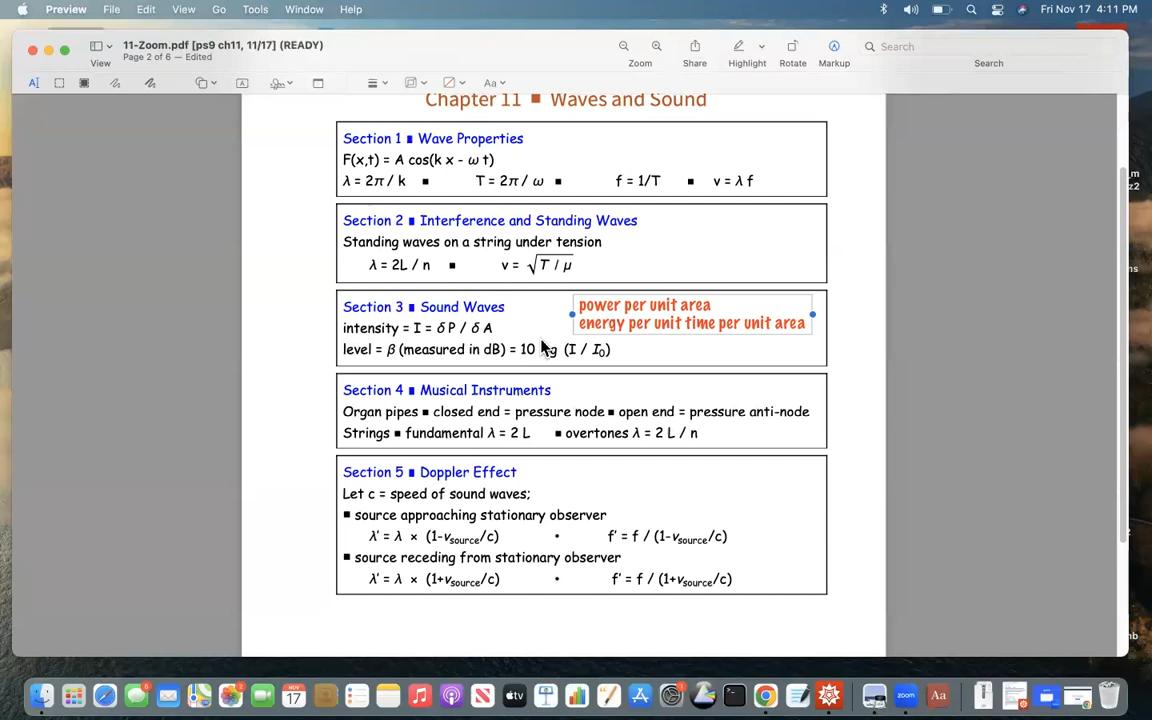 Preview File Edit View Go Tools Window Help Fri Nov 17 4:11 PM
11-Zoom.pdf [ps9 ch11, 11/17] (READY)
Page 2 of 6 – Edited
View Zoom Share Highlight Rotate Markup Search
Search
Chapter 11 ■ Waves and Sound
Section 1 ■ Wave Properties
F(x,t) = A cos(k x - ω t)
λ = 2π / k ■ T = 2π / ω ■ f = 1/T ■ v = λ f
Section 2 ■ Interference and Standing Waves
Standing waves on a string under tension
λ = 2L / n ■ v = √T / μ
Section 3 ■ Sound Waves
power per unit area
energy per unit time per unit area
intensity = I = δ P / δ A
level = β (measured in dB) = 10 (I / I₀)
Section 4 ■ Musical Instruments
Organ pipes ■ closed end = pressure node ■ open end = pressure anti-node
Strings ■ fundamental λ = 2 L ■ overtones λ = 2 L / n
Section 5 ■ Doppler Effect
Let c = speed of sound waves;
■ source approaching stationary observer
λ' = λ × (1-vsource/c) • f' = f / (1-vsource/c)
■ source receding from stationary observer
λ' = λ × (1+vsource/c) • f' = f / (1+vsource/c)
NOV
17
tv
zoom
Aa